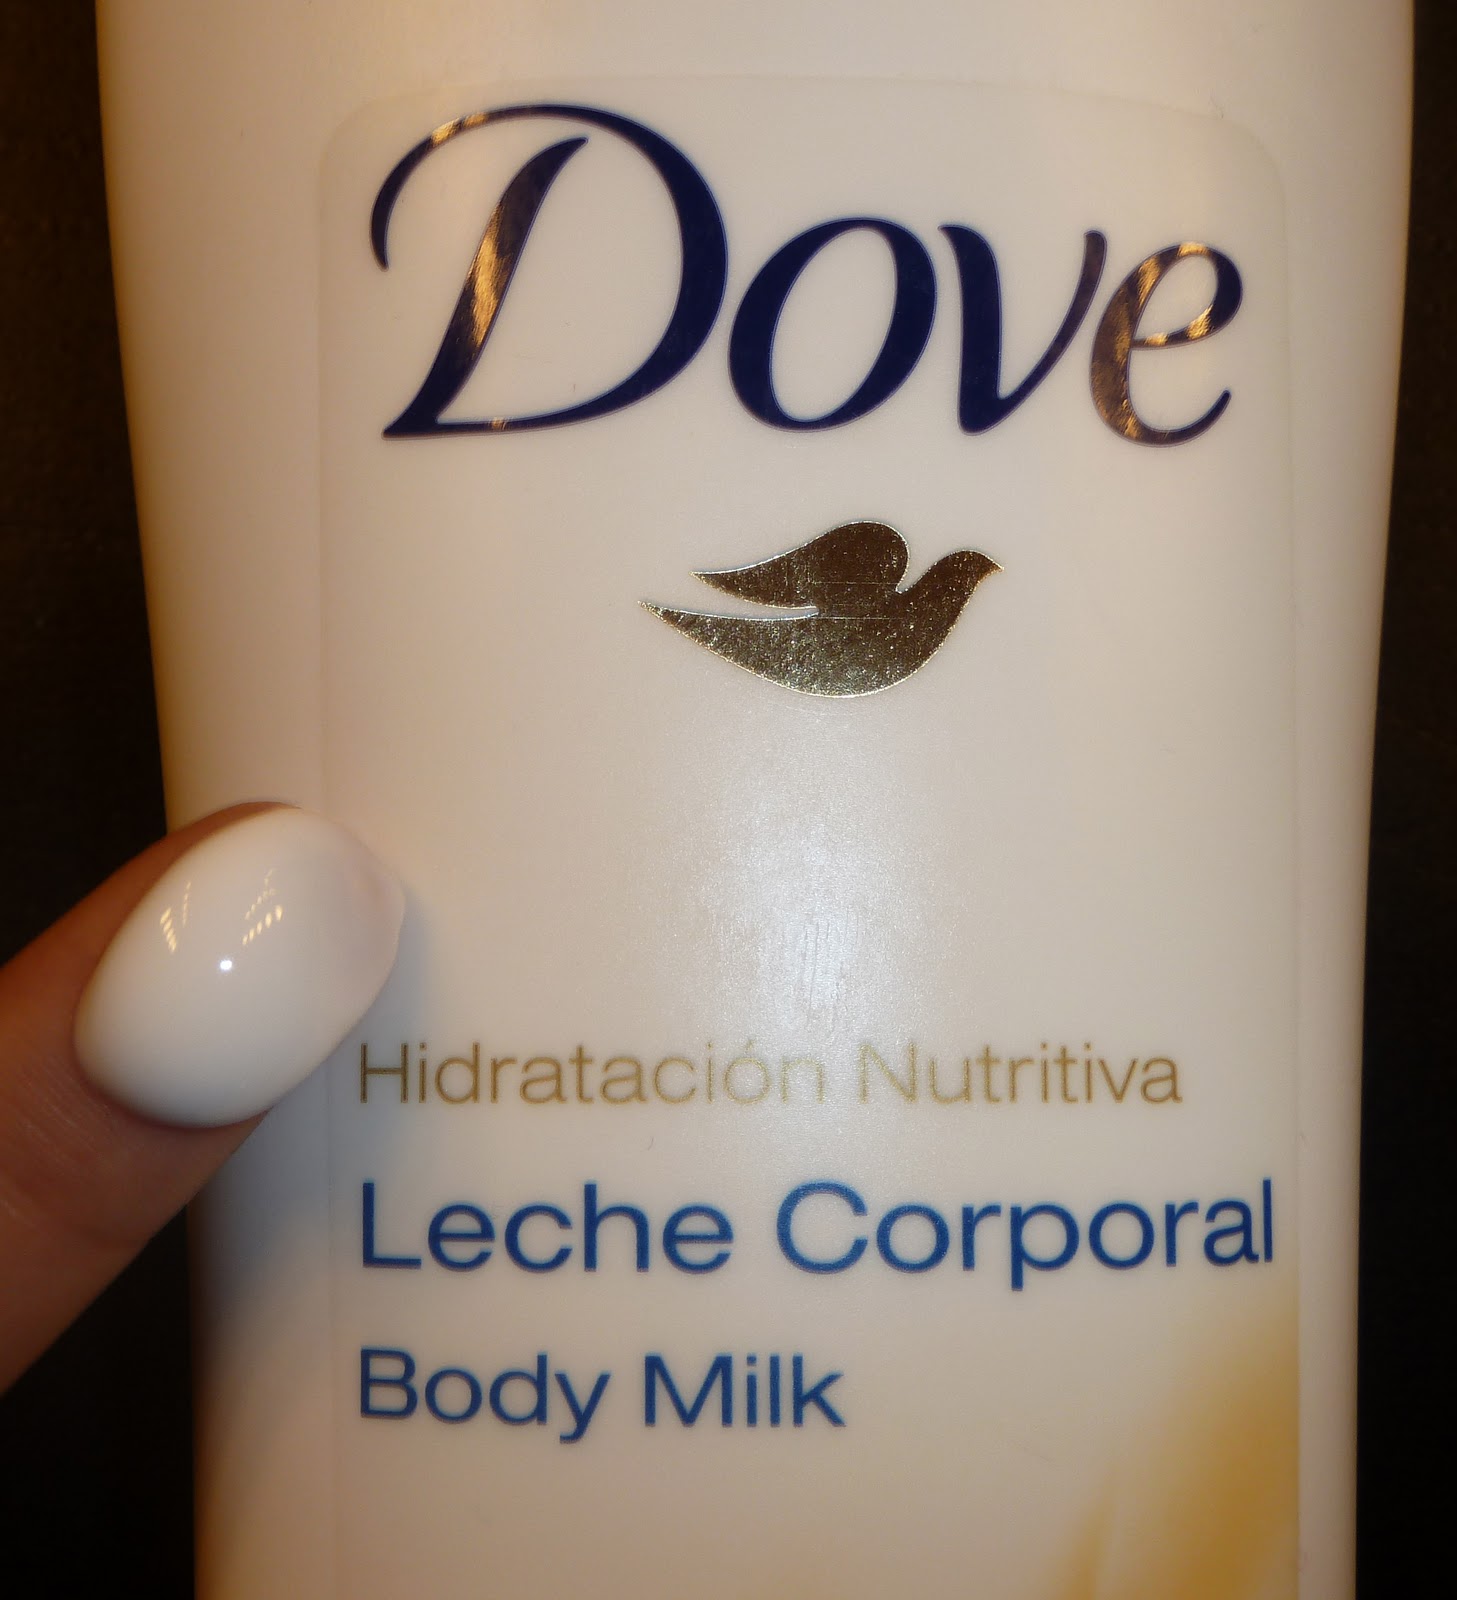 Dove
Hidratación Nutritiva
Leche Corporal
Body Milk